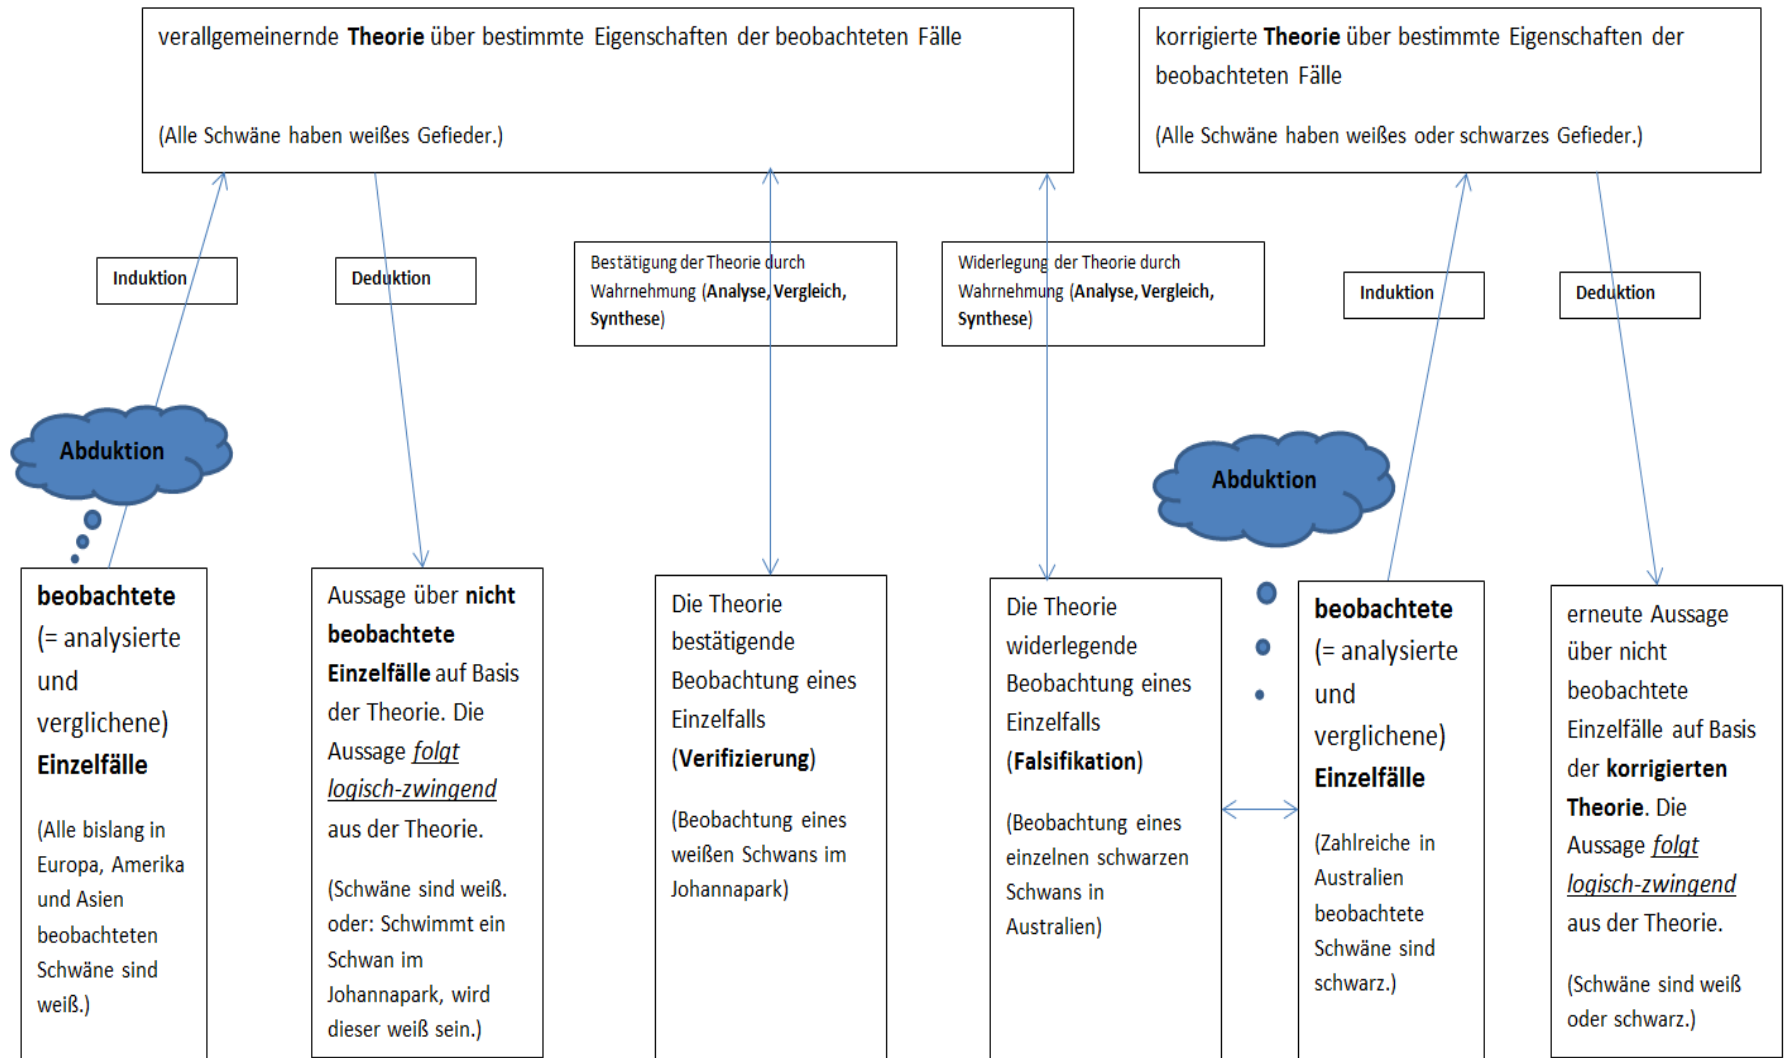 verallgemeinernde Theorie über bestimmte Eigenschaften der beobachteten Fälle
(Alle Schwäne haben weißes Gefieder.)
korrigierte Theorie über bestimmte Eigenschaften der
beobachteten Fälle
(Alle Schwäne haben weißes oder schwarzes Gefieder.)
Induktion
Deduktion
Bestätigung der Theorie durch
Wahrnehmung (Analyse, Vergleich,
Synthese)
Widerlegung der Theorie durch
Wahrnehmung (Analyse, Vergleich,
Synthese)
Induktion
Deduktion
Abduktion
Abduktion
beobachtete
(= analysierte
und
verglichene)
Einzelfälle
(Alle bislang in
Europa, Amerika
und Asien
beobachteten
Schwäne sind
weiß.)
Aussage über nicht
beobachtete
Einzelfälle auf Basis
der Theorie. Die
Aussage folgt
logisch-zwingend
aus der Theorie.
(Schwäne sind weiß.
oder: Schwimmt ein
Schwan im
Johannapark, wird
dieser weiß sein.)
Die Theorie
bestätigende
Beobachtung eines
Einzelfalls
(Verifizierung)
(Beobachtung eines
weißen Schwans im
Johannapark)
Die Theorie
widerlegende
Beobachtung eines
Einzelfalls
(Falsifikation)
(Beobachtung eines
einzelnen schwarzen
Schwans in
Australien)
beobachtete
(= analysierte
und
verglichene)
Einzelfälle
(Zahlreiche in
Australien
beobachtete
Schwäne sind
schwarz.)
erneute Aussage
über nicht
beobachtete
Einzelfälle auf Basis
der korrigierten
Theorie. Die
Aussage folgt
logisch-zwingend
aus der Theorie.
(Schwäne sind weiß
oder schwarz.)